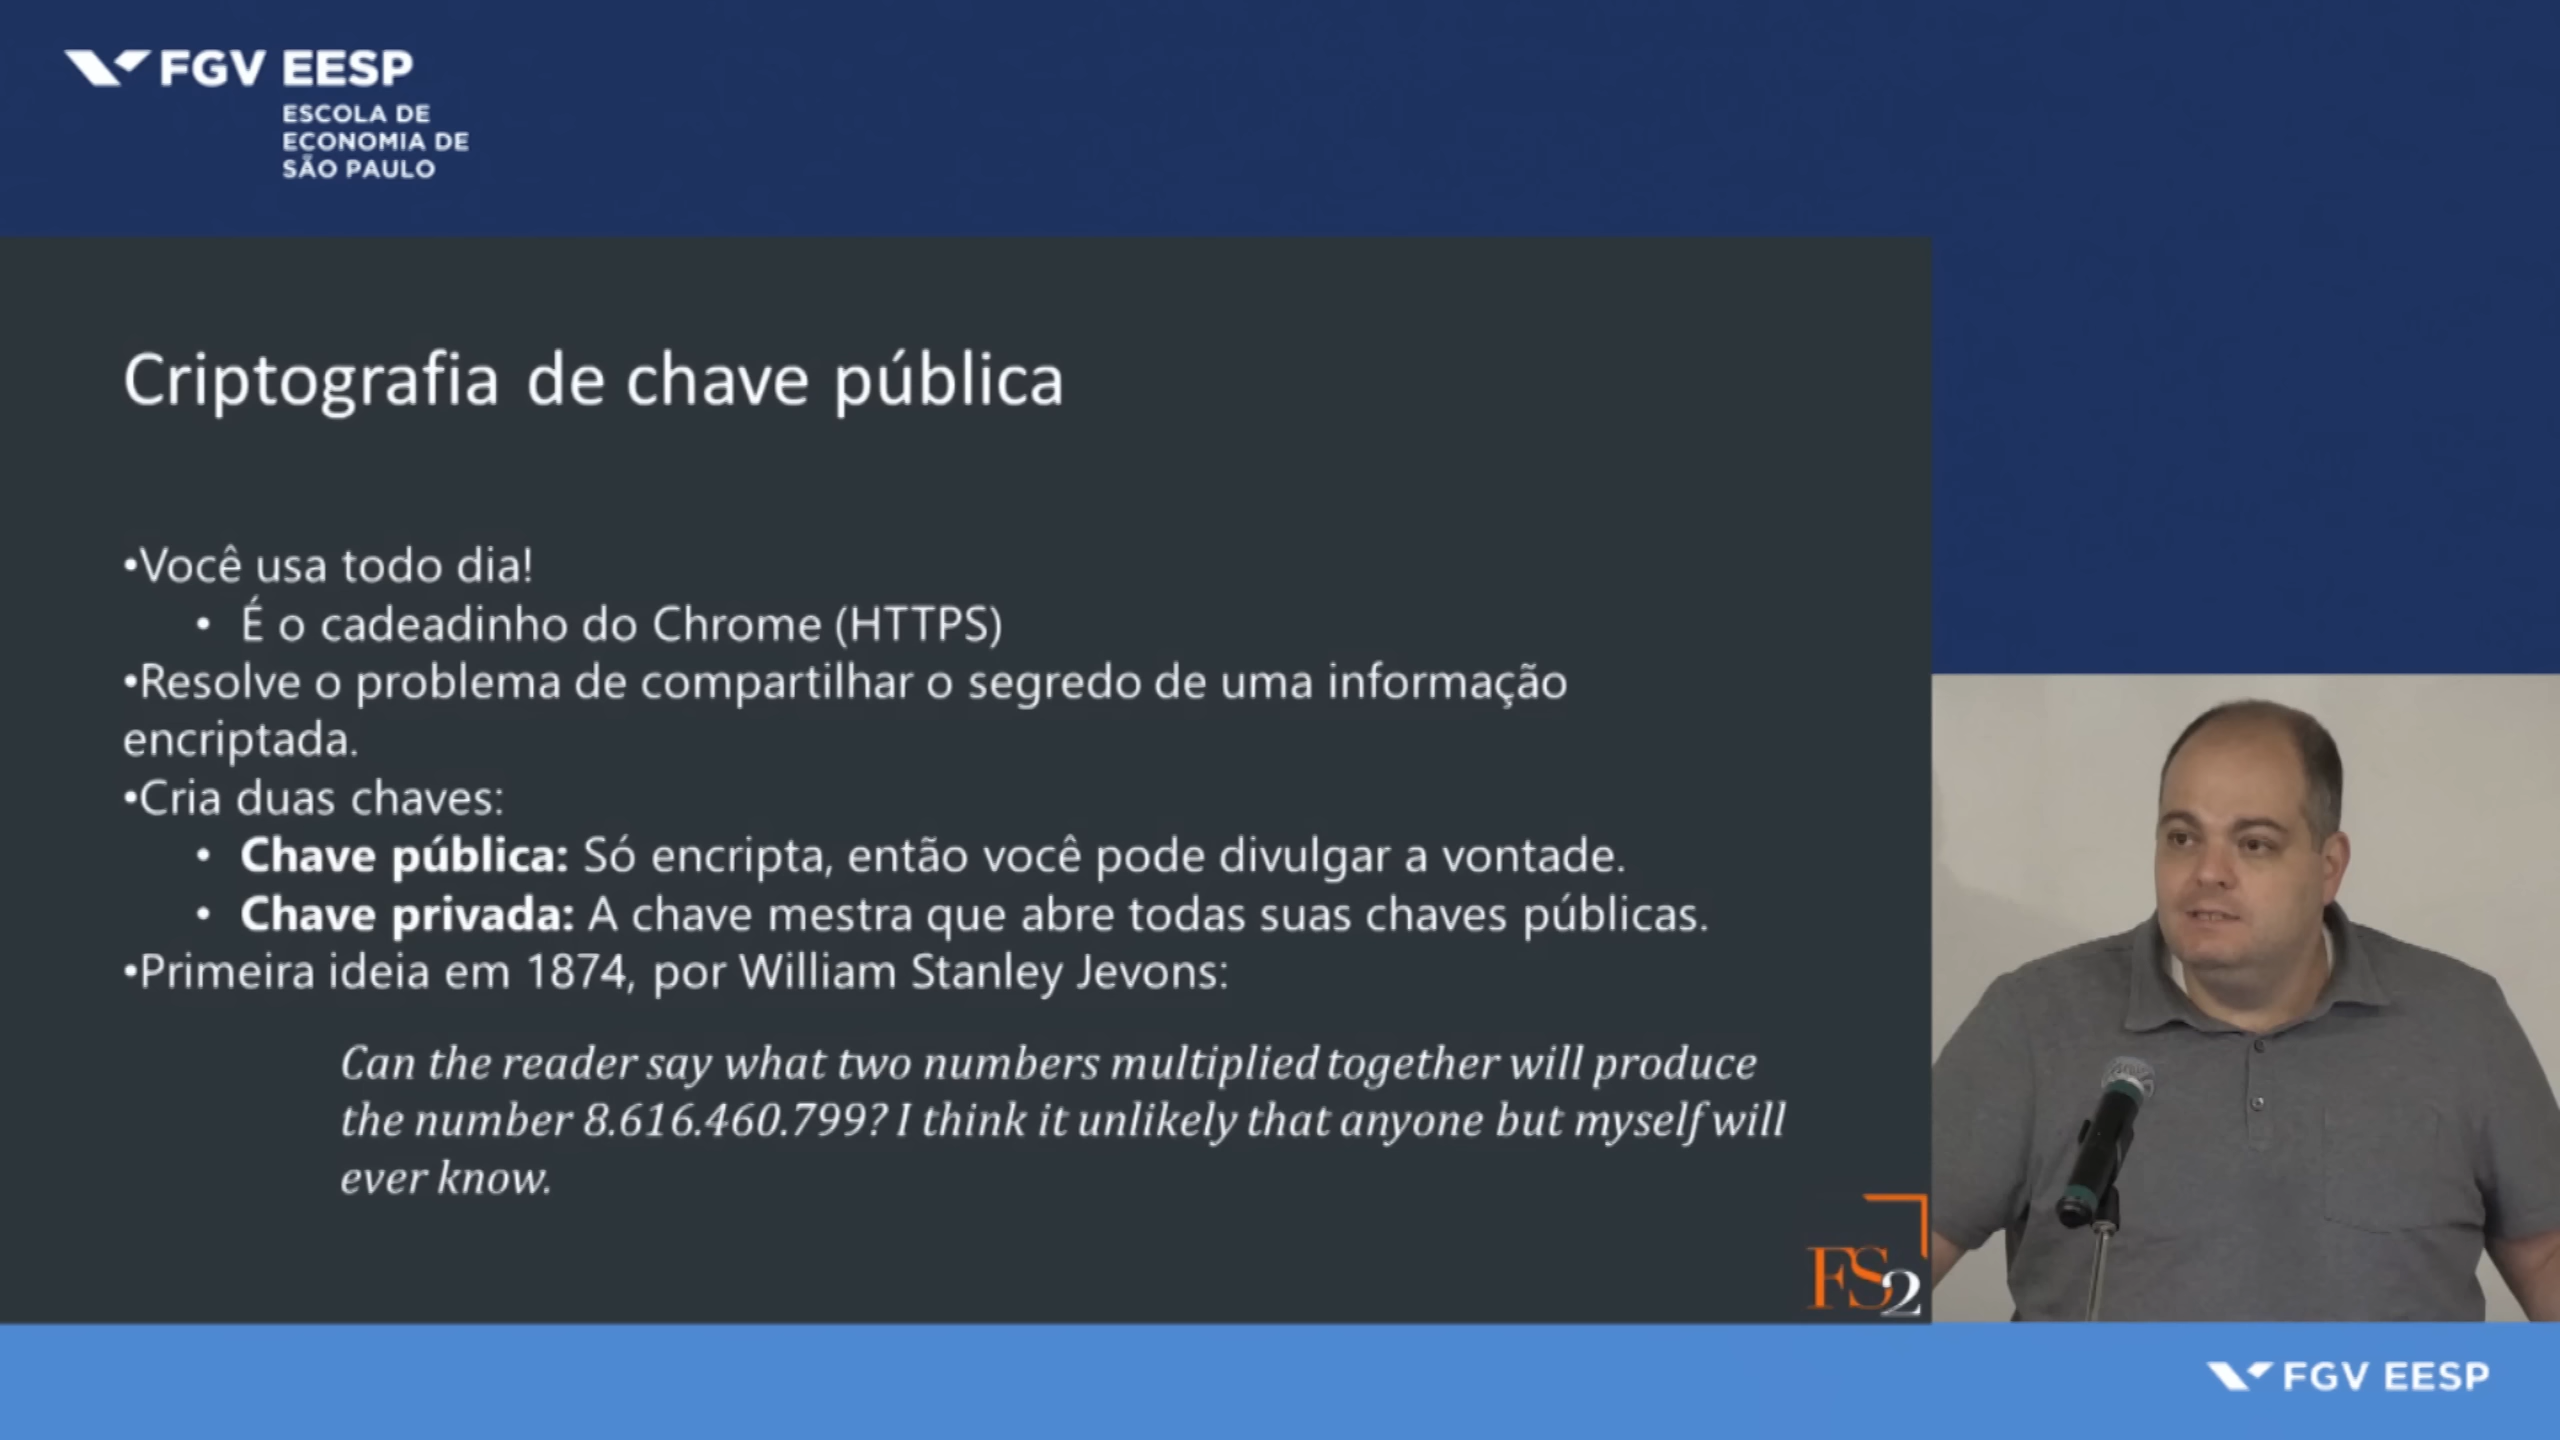 FGV EESP
ESCOLA DE
ECONOMIA DE
SÃO PAULO
Criptografia de chave pública
•Você usa todo dia!
• É o cadeadinho do Chrome (HTTPS)
•Resolve o problema de compartilhar o segredo de uma informação
encriptada.
•Cria duas chaves:
• Chave pública: Só encripta, então você pode divulgar a vontade.
• Chave privada: A chave mestra que abre todas suas chaves públicas.
•Primeira ideia em 1874, por William Stanley Jevons:
Can the reader say what two numbers multiplied together will produce
the number 8.616.460.799? I think it unlikely that anyone but myself will
ever know.
FS2
FGV EESP